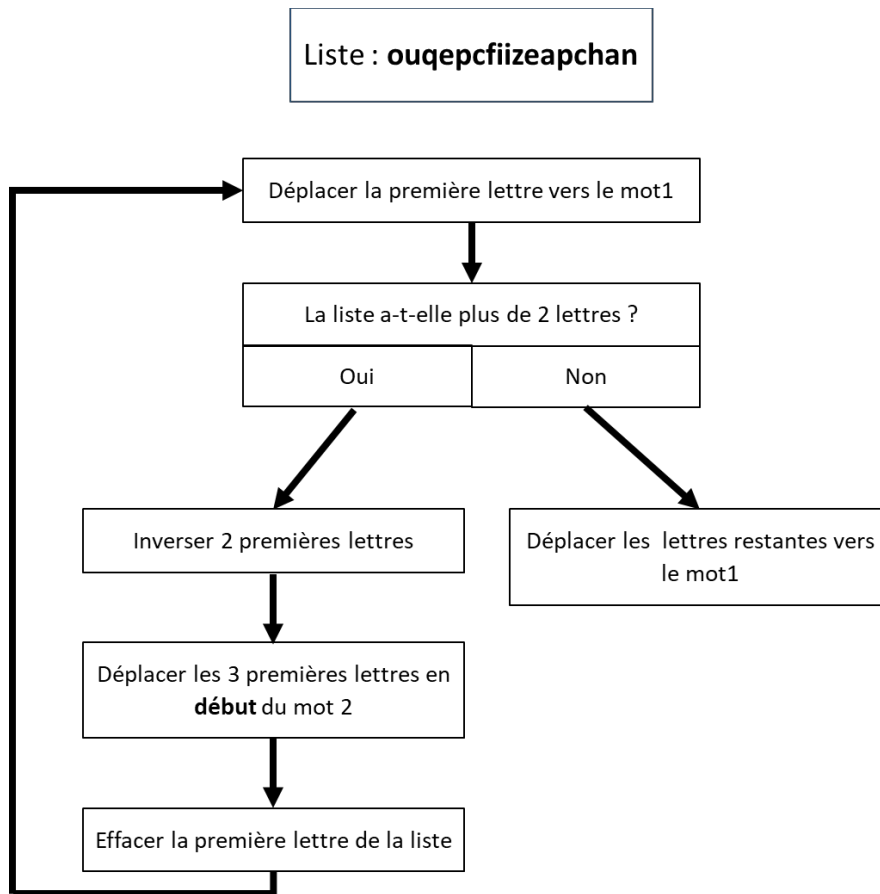 Liste : ouqepcfiizeapchan
Déplacer la première lettre vers le mot1
La liste a-t-elle plus de 2 lettres ?
Oui
Non
Inverser 2 premières lettres
Déplacer les lettres restantes vers
le mot1
Déplacer les 3 premières lettres en
début du mot 2
Effacer la première lettre de la liste